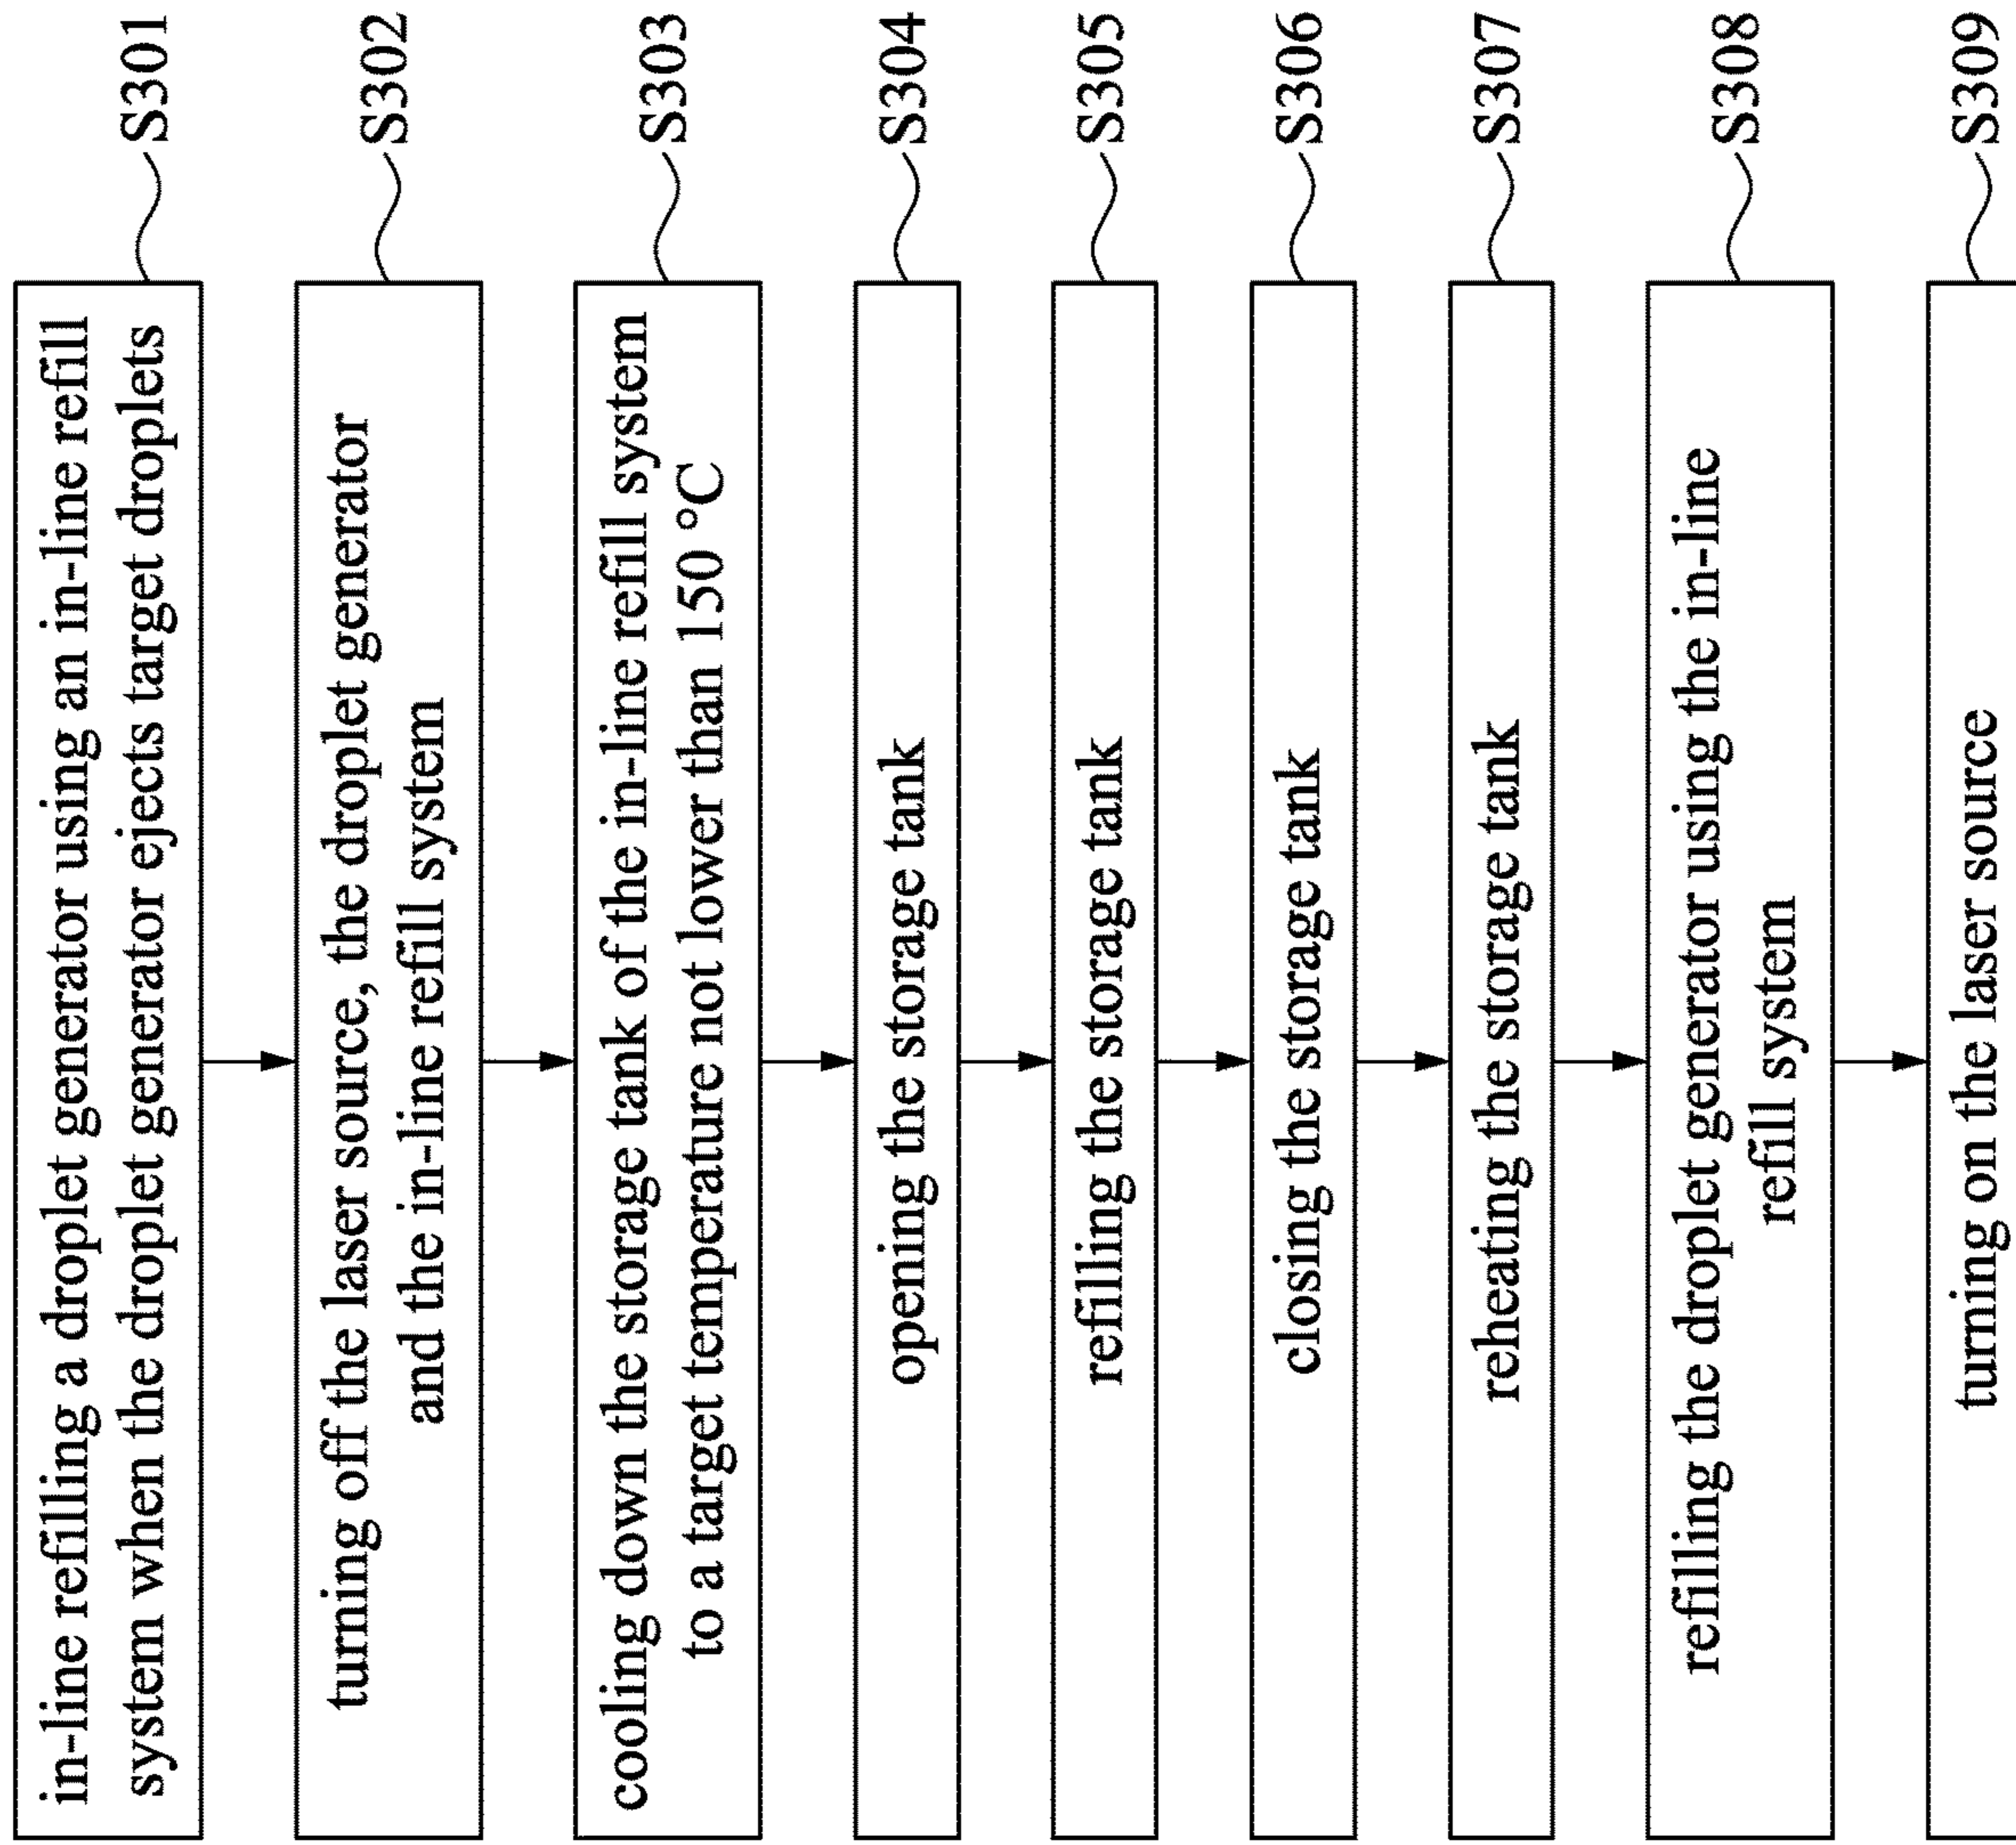 in-line refilling a droplet generator using an in-line refill
system when the droplet generator ejects target droplets
S301
turning off the laser source, the droplet generator
and the in-line refill system
S302
cooling down the storage tank of the in-line refill system
to a target temperature not lower than 150 °C
S303
opening the storage tank
S304
refilling the storage tank
S305
closing the storage tank
S306
reheating the storage tank
S307
refilling the droplet generator using the in-line
refill system
S308
turning on the laser source
S309